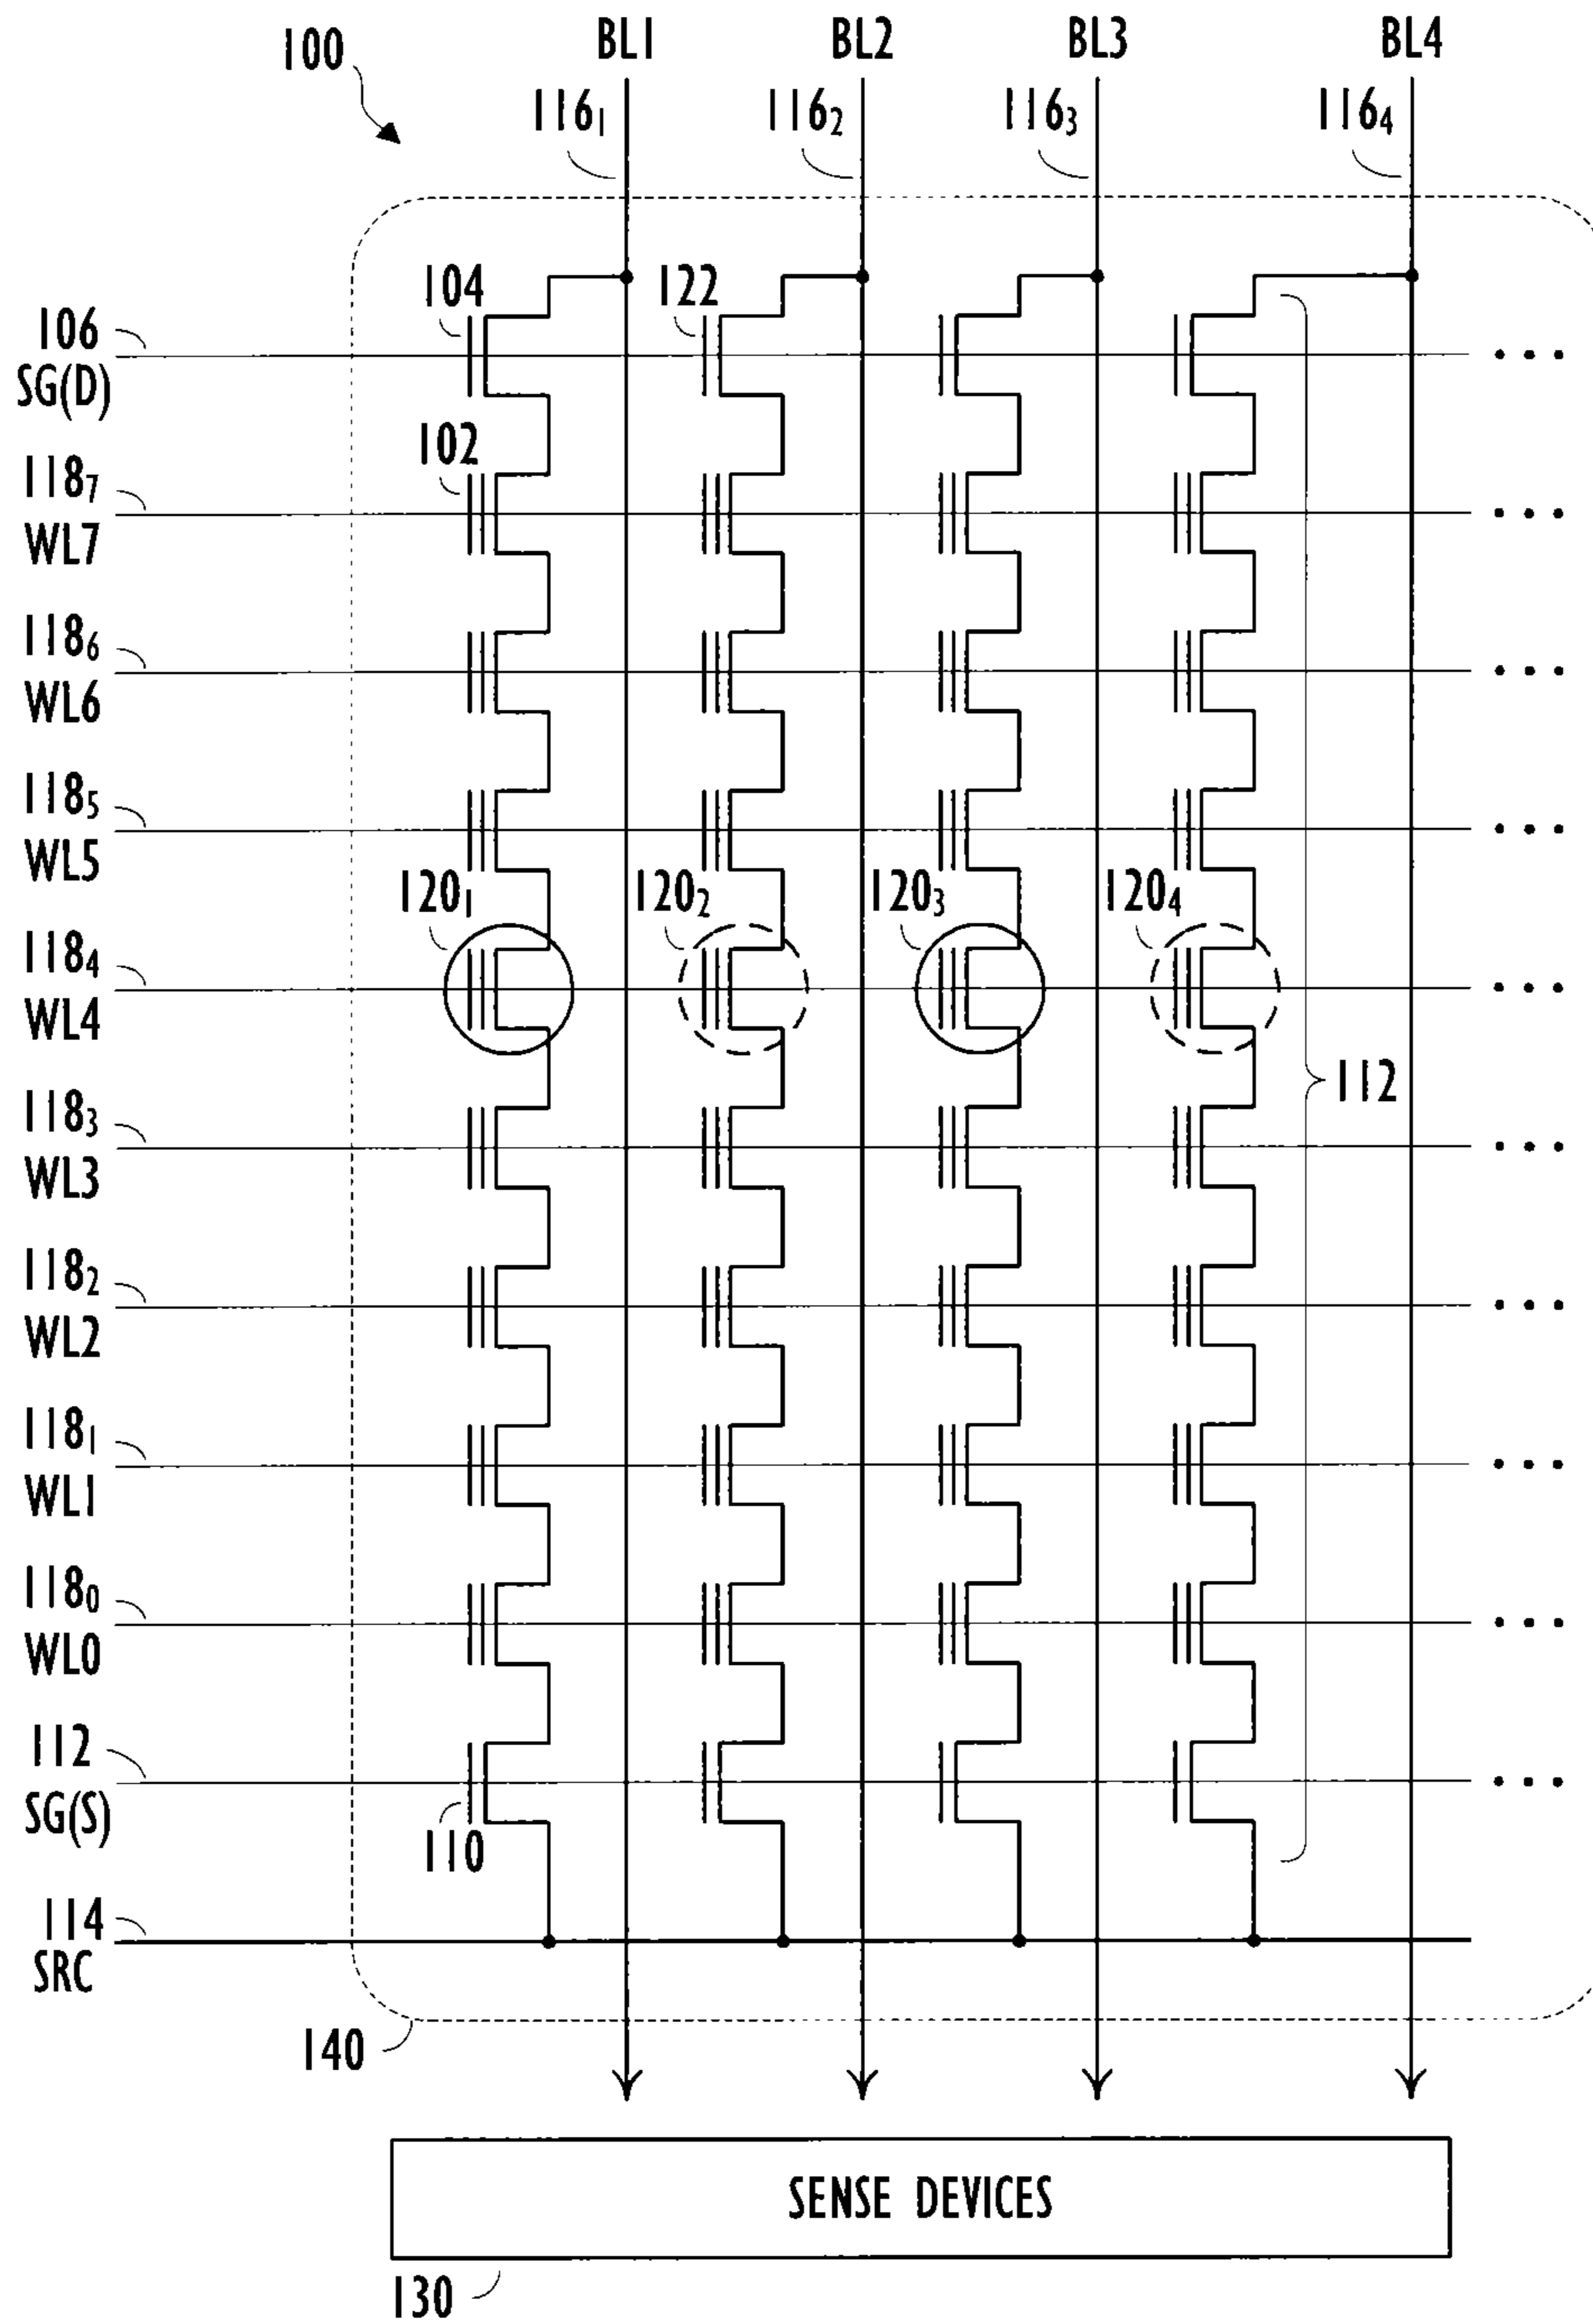 100
BL1 BL2 BL3 BL4
116₁ 116₂ 116₃ 116₄
104 122
106
SG(D)
102
118₇
WL7
118₆
WL6
118₅
WL5
120₁ 120₂ 120₃ 120₄
118₄
WL4
112
118₃
WL3
118₂
WL2
118₁
WL1
118₀
WL0
112
SG(S)
110
114
SRC
140
SENSE DEVICES
130